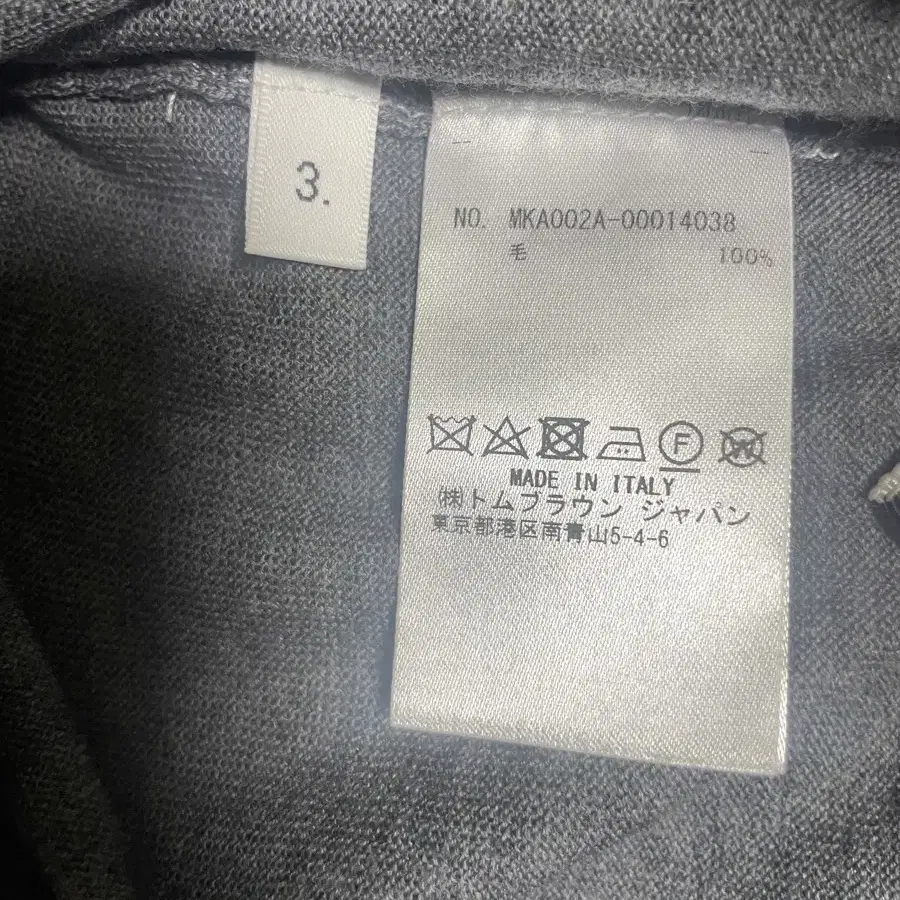 3.
NO. MKA002A-00014038
毛 100%
F
W
MADE IN ITALY
㈱トムブラウン ジャパン
東京都港区南青山5-4-6